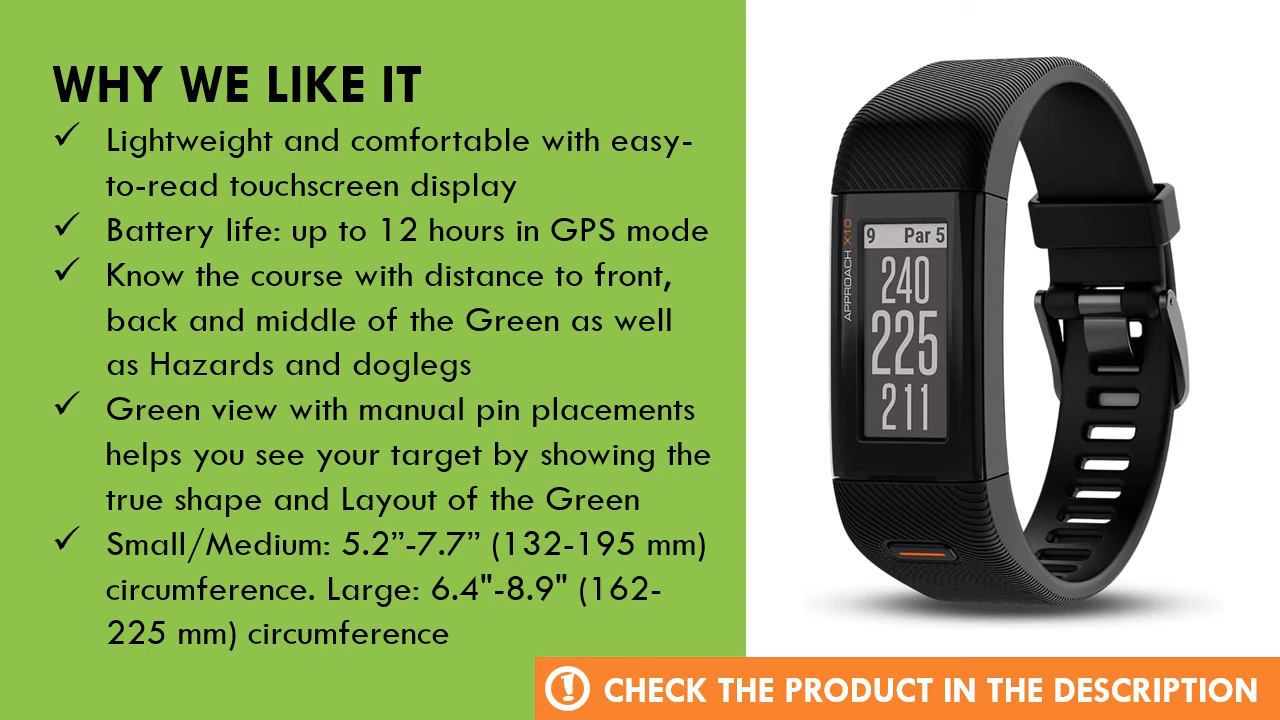 WHY WE LIKE IT
✓ Lightweight and comfortable with easy-
to-read touchscreen display
✓ Battery life: up to 12 hours in GPS mode
✓ Know the course with distance to front,
back and middle of the Green as well
as Hazards and doglegs
✓ Green view with manual pin placements
helps you see your target by showing the
true shape and Layout of the Green
✓ Small/Medium: 5.2”-7.7” (132-195 mm)
circumference. Large: 6.4"-8.9" (162-
225 mm) circumference
APPROACH X10
9 Par 5
240
225
211
CHECK THE PRODUCT IN THE DESCRIPTION